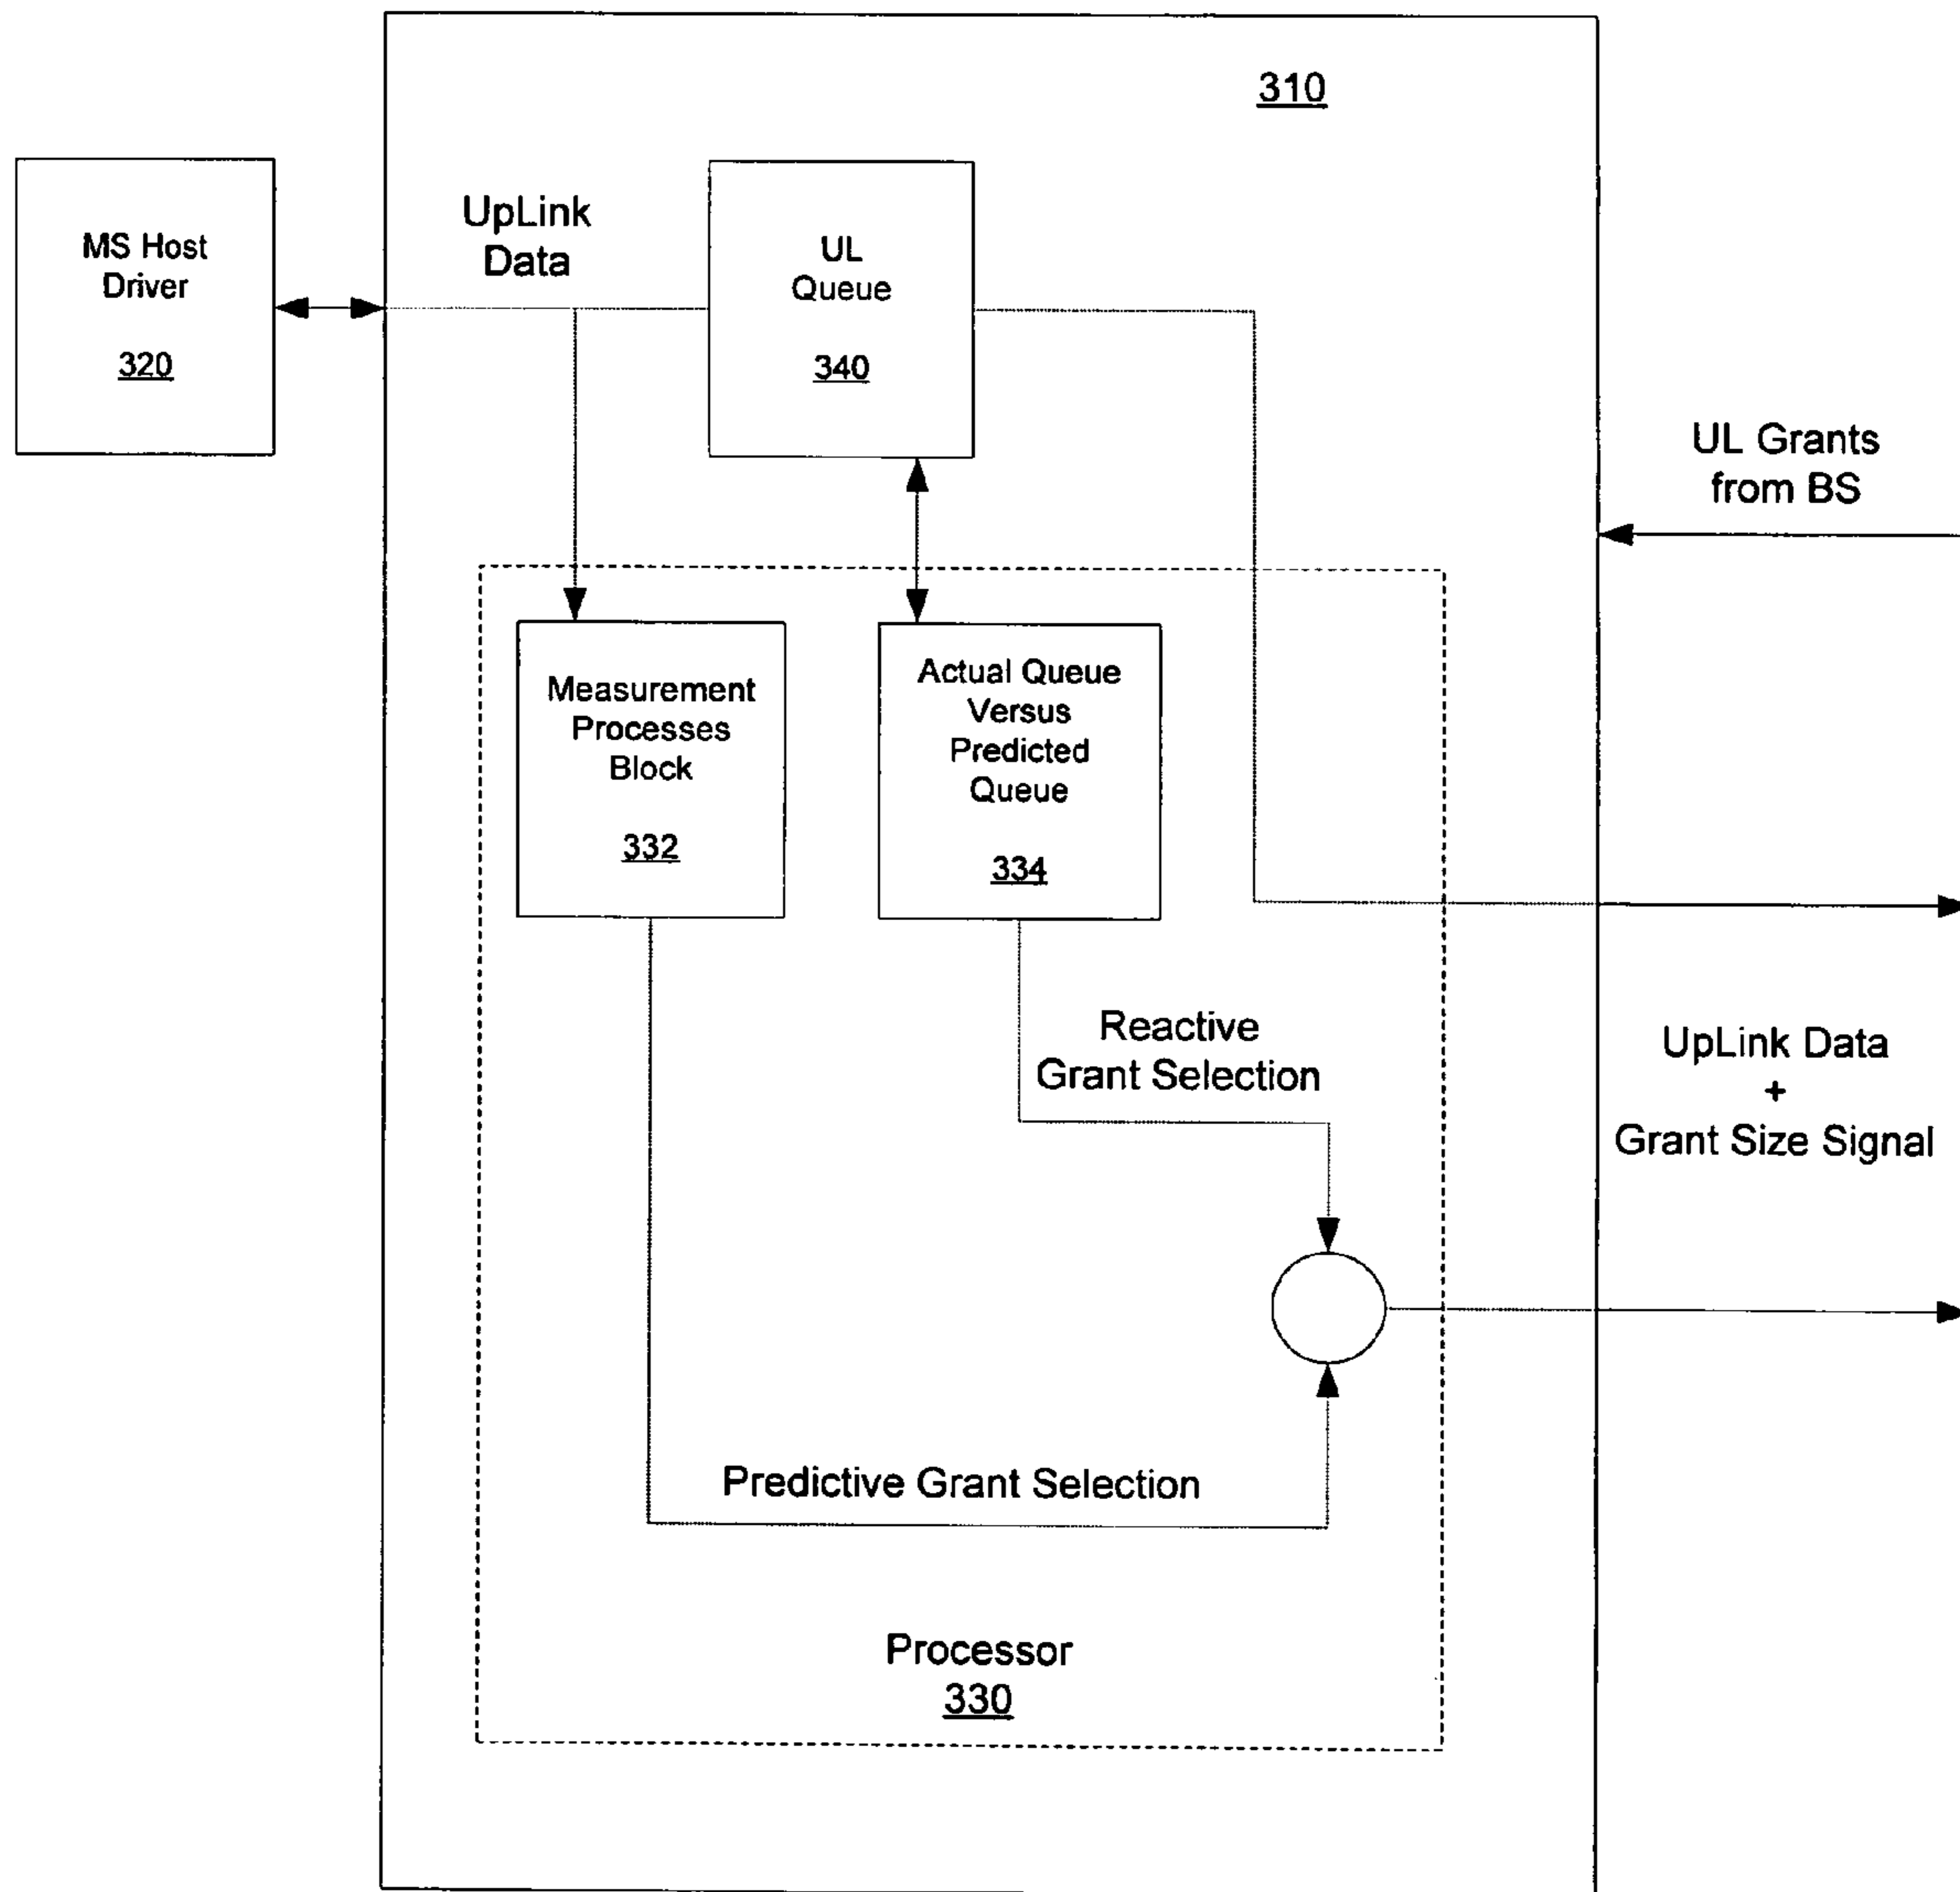 310
MS Host
Driver
320
UpLink
Data
UL
Queue
340
UL Grants
from BS
Measurement
Processes
Block
332
Actual Queue
Versus
Predicted
Queue
334
Reactive
Grant Selection
UpLink Data
+
Grant Size Signal
Predictive Grant Selection
Processor
330